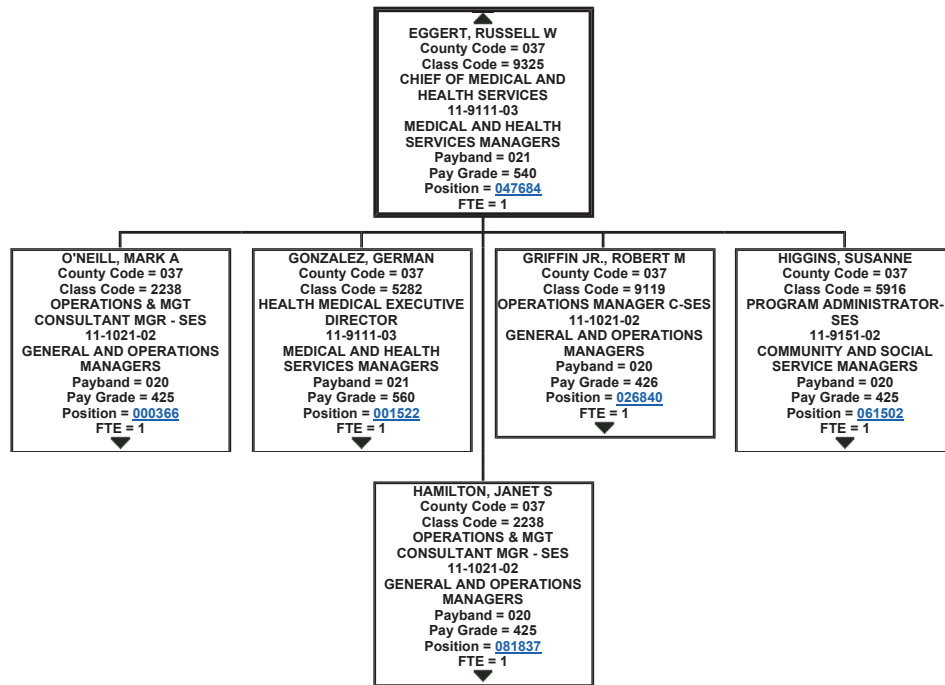 EGGERT, RUSSELL W
County Code = 037
Class Code = 9325
CHIEF OF MEDICAL AND
HEALTH SERVICES
11-9111-03
MEDICAL AND HEALTH
SERVICES MANAGERS
Payband = 021
Pay Grade = 540
Position = 047684
FTE = 1
O'NEILL, MARK A
County Code = 037
Class Code = 2238
OPERATIONS & MGT
CONSULTANT MGR - SES
11-1021-02
GENERAL AND OPERATIONS
MANAGERS
Payband = 020
Pay Grade = 425
Position = 000366
FTE = 1
GONZALEZ, GERMAN
County Code = 037
Class Code = 5282
HEALTH MEDICAL EXECUTIVE
DIRECTOR
11-9111-03
MEDICAL AND HEALTH
SERVICES MANAGERS
Payband = 021
Pay Grade = 560
Position = 001522
FTE = 1
GRIFFIN JR., ROBERT M
County Code = 037
Class Code = 9119
OPERATIONS MANAGER C-SES
11-1021-02
GENERAL AND OPERATIONS
MANAGERS
Payband = 020
Pay Grade = 426
Position = 026840
FTE = 1
HIGGINS, SUSANNE
County Code = 037
Class Code = 5916
PROGRAM ADMINISTRATOR-
SES
11-9151-02
COMMUNITY AND SOCIAL
SERVICE MANAGERS
Payband = 020
Pay Grade = 425
Position = 061502
FTE = 1
HAMILTON, JANET S
County Code = 037
Class Code = 2238
OPERATIONS & MGT
CONSULTANT MGR - SES
11-1021-02
GENERAL AND OPERATIONS
MANAGERS
Payband = 020
Pay Grade = 425
Position = 081837
FTE = 1